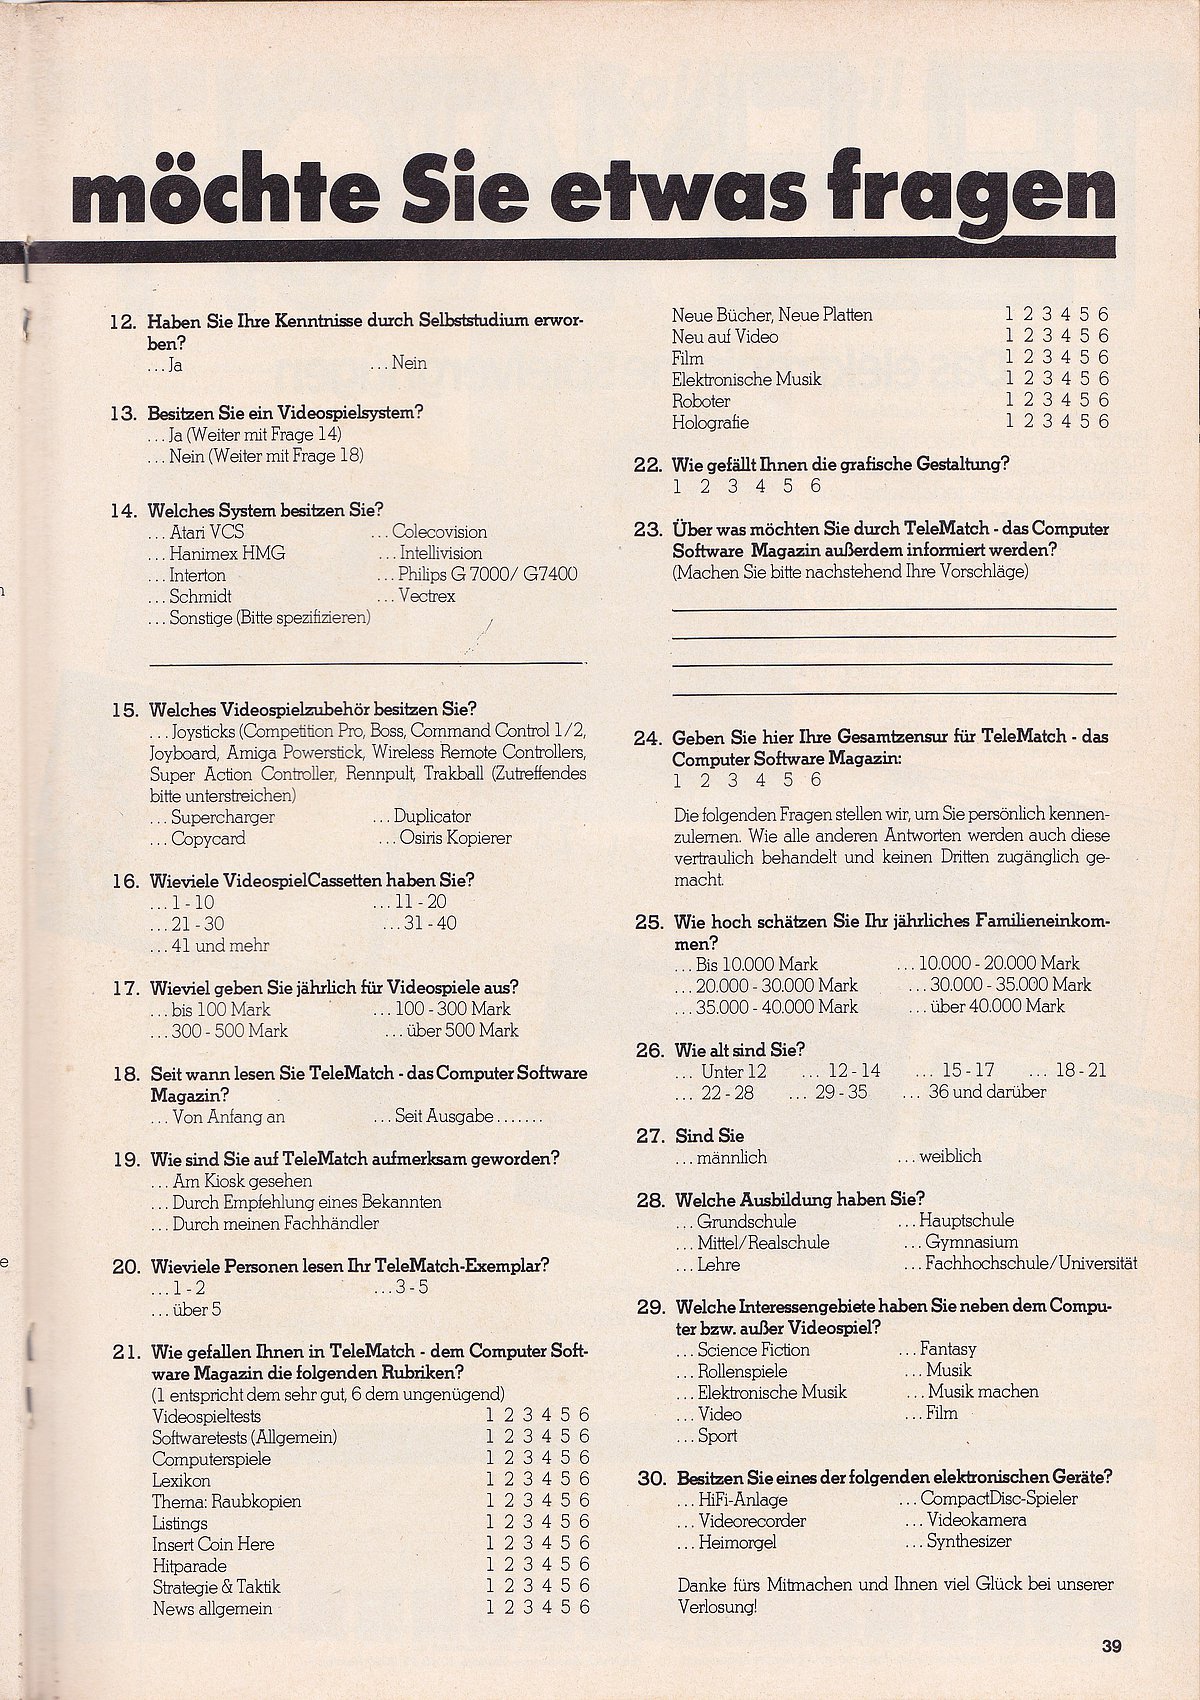 möchte Sie etwas fragen
12. Haben Sie Ihre Kenntnisse durch Selbststudium erwor-
ben?
...Ja ...Nein
13. Besitzen Sie ein Videospielsystem?
...Ja (Weiter mit Frage 14)
...Nein (Weiter mit Frage 18)
14. Welches System besitzen Sie?
...Atari VCS ...Colecovision
...Hanimex HMG ...Intellivision
...Interton ...Philips G 7000/ G7400
...Schmidt ...Vectrex
...Sonstige (Bitte spezifizieren)
15. Welches Videospielzubehör besitzen Sie?
...Joysticks (Competition Pro, Boss, Command Control 1/2,
Joyboard, Amiga Powerstick, Wireless Remote Controllers,
Super Action Controller, Rennpult, Trakball (Zutreffendes
bitte unterstreichen)
...Supercharger ...Duplicator
...Copycard ...Osiris Kopierer
16. Wieviele VideospielCassetten haben Sie?
...1 - 10 ...11 - 20
...21 - 30 ...31 - 40
...41 und mehr
17. Wieviel geben Sie jährlich für Videospiele aus?
...bis 100 Mark ...100 - 300 Mark
...300 - 500 Mark ...über 500 Mark
18. Seit wann lesen Sie TeleMatch - das Computer Software
Magazin?
...Von Anfang an ...Seit Ausgabe.......
19. Wie sind Sie auf TeleMatch aufmerksam geworden?
...Am Kiosk gesehen
...Durch Empfehlung eines Bekannten
...Durch meinen Fachhändler
20. Wieviele Personen lesen Ihr TeleMatch-Exemplar?
...1 - 2 ...3 - 5
...über 5
21. Wie gefallen Ihnen in TeleMatch - dem Computer Soft-
ware Magazin die folgenden Rubriken?
(1 entspricht dem sehr gut, 6 dem ungenügend)
Videospieltests 1 2 3 4 5 6
Softwaretests (Allgemein) 1 2 3 4 5 6
Computerspiele 1 2 3 4 5 6
Lexikon 1 2 3 4 5 6
Thema: Raubkopien 1 2 3 4 5 6
Listings 1 2 3 4 5 6
Insert Coin Here 1 2 3 4 5 6
Hitparade 1 2 3 4 5 6
Strategie & Taktik 1 2 3 4 5 6
News allgemein 1 2 3 4 5 6
Neue Bücher, Neue Platten 1 2 3 4 5 6
Neu auf Video 1 2 3 4 5 6
Film 1 2 3 4 5 6
Elektronische Musik 1 2 3 4 5 6
Roboter 1 2 3 4 5 6
Holografie 1 2 3 4 5 6
22. Wie gefällt Ihnen die grafische Gestaltung?
1 2 3 4 5 6
23. Über was möchten Sie durch TeleMatch - das Computer
Software Magazin außerdem informiert werden?
(Machen Sie bitte nachstehend Ihre Vorschläge)
24. Geben Sie hier Ihre Gesamtzensur für TeleMatch - das
Computer Software Magazin:
1 2 3 4 5 6
Die folgenden Fragen stellen wir, um Sie persönlich kennen-
zulernen. Wie alle anderen Antworten werden auch diese
vertraulich behandelt und keinen Dritten zugänglich ge-
macht.
25. Wie hoch schätzen Sie Ihr jährliches Familieneinkom-
men?
...Bis 10.000 Mark ...10.000 - 20.000 Mark
...20.000 - 30.000 Mark ...30.000 - 35.000 Mark
...35.000 - 40.000 Mark ...über 40.000 Mark
26. Wie alt sind Sie?
... Unter 12 ... 12 - 14 ... 15 - 17 ... 18 - 21
... 22 - 28 ... 29 - 35 ... 36 und darüber
27. Sind Sie
...männlich ...weiblich
28. Welche Ausbildung haben Sie?
...Grundschule ...Hauptschule
...Mittel/Realschule ...Gymnasium
...Lehre ...Fachhochschule/Universität
29. Welche Interessengebiete haben Sie neben dem Compu-
ter bzw. außer Videospiel?
...Science Fiction ...Fantasy
...Rollenspiele ...Musik
...Elektronische Musik ...Musik machen
...Video ...Film
...Sport
30. Besitzen Sie eines der folgenden elektronischen Geräte?
...HiFi-Anlage ...CompactDisc-Spieler
...Videorecorder ...Videokamera
...Heimorgel ...Synthesizer
Danke fürs Mitmachen und Ihnen viel Glück bei unserer
Verlosung!
39